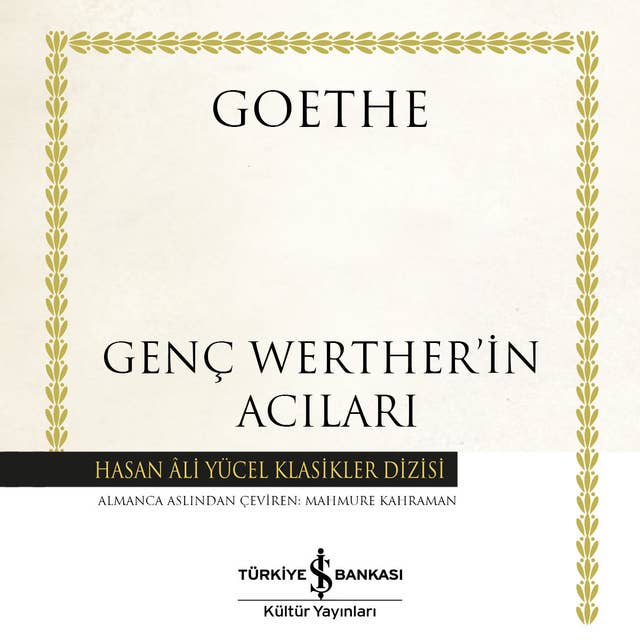 GOETHE
GENÇ WERTHER'İN
ACILARI
HASAN ÂLİ YÜCEL KLASİKLER DİZİSİ
ALMANCA ASLINDAN ÇEVİREN: MAHMURE KAHRAMAN
TÜRKİYE İŞ BANKASI
Kültür Yayınları